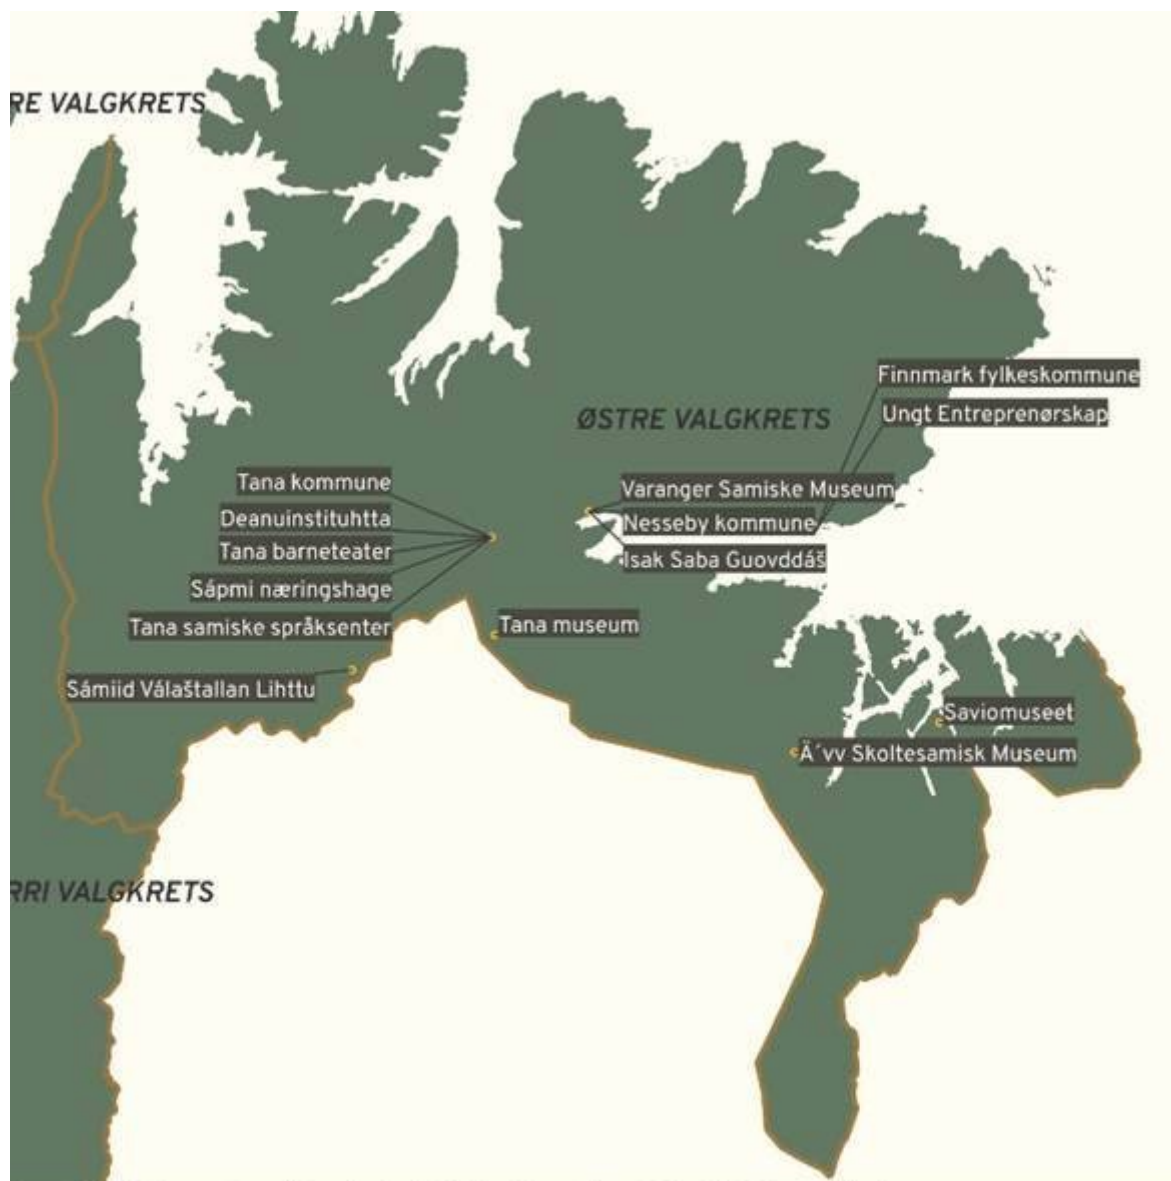 RE VALGKRETS
Finnmark fylkeskommune
ØSTRE VALGKRETS
Ungt Entreprenørskap
Tana kommune
Varanger Samiske Museum
Deanuinstituhtta
Nesseby kommune
Tana barneteater
Isak Saba Guovddáš
Sápmi næringshage
Tana samiske språksenter
Tana museum
Sámiid Válaštallan Lihttu
Saviomuseet
Ä´vv Skoltesamisk Museum
RRI VALGKRETS